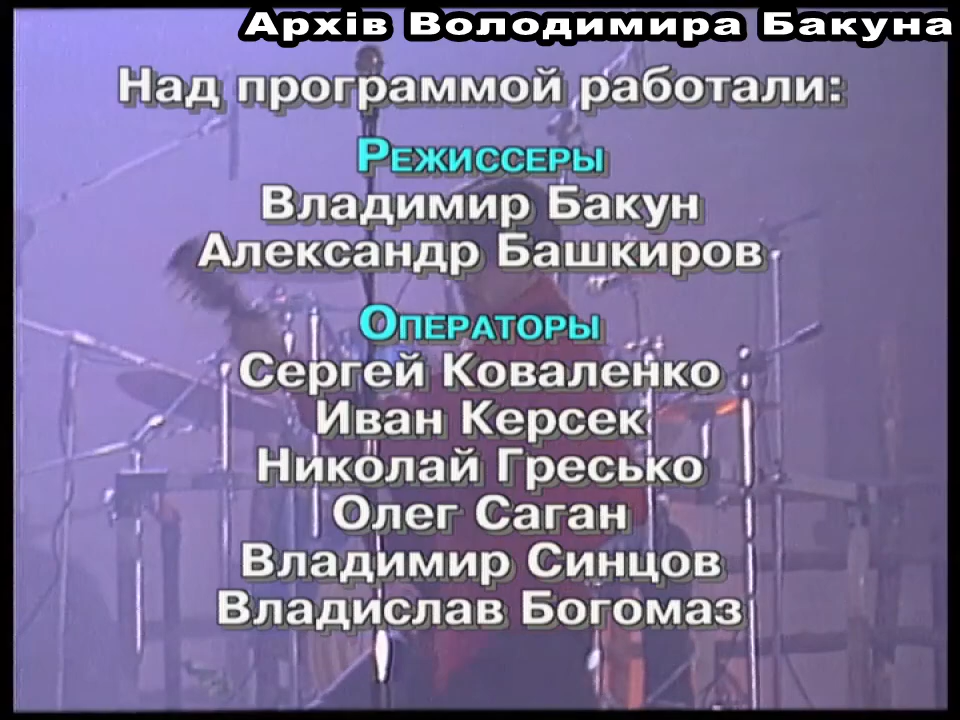 Архів Володимира Бакуна
Над программой работали:
Режиссеры
Владимир Бакун
Александр Башкиров
Операторы
Сергей Коваленко
Иван Керсек
Николай Гресько
Олег Саган
Владимир Синцов
Владислав Богомаз